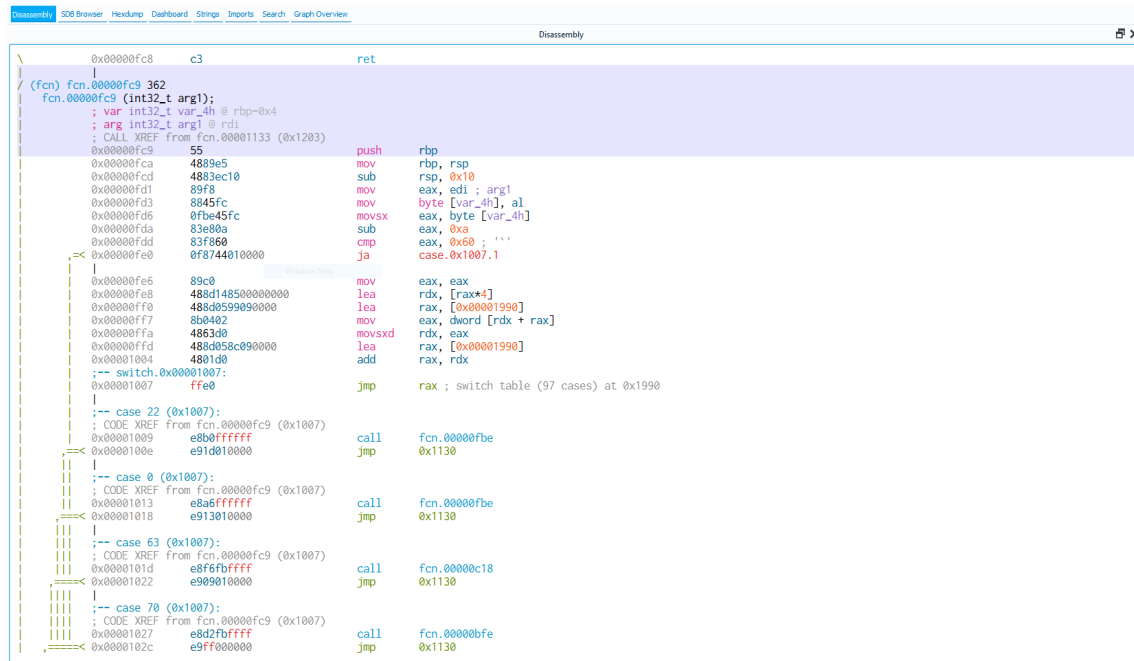 Disassembly SDB Browser Hexdump Dashboard Strings Imports Search Graph Overview
Disassembly
\ 0x00000fc8 c3 ret
| |
/ (fcn) fcn.00000fc9 362
| fcn.00000fc9 (int32_t arg1);
| ; var int32_t var_4h @ rbp-0x4
| ; arg int32_t arg1 @ rdi
| ; CALL XREF from fcn.00001133 (0x1203)
| 0x00000fc9 55 push rbp
| 0x00000fca 4889e5 mov rbp, rsp
| 0x00000fcd 4883ec10 sub rsp, 0x10
| 0x00000fd1 89f8 mov eax, edi ; arg1
| 0x00000fd3 8845fc mov byte [var_4h], al
| 0x00000fd6 0fbe45fc movsx eax, byte [var_4h]
| 0x00000fda 83e80a sub eax, 0xa
| 0x00000fdd 83f860 cmp eax, 0x60 ; '`'
| ,=< 0x00000fe0 0f8744010000 ja case.0x1007.1
| | |
| | 0x00000fe6 89c0 mov eax, eax
| | 0x00000fe8 488d148500000000 lea rdx, [rax*4]
| | 0x00000ff0 488d0599090000 lea rax, [0x00001990]
| | 0x00000ff7 8b0402 mov eax, dword [rdx + rax]
| | 0x00000ffa 4863d0 movsxd rdx, eax
| | 0x00000ffd 488d058c090000 lea rax, [0x00001990]
| | 0x00001004 4801d0 add rax, rdx
| | ;-- switch.0x00001007:
| | 0x00001007 ffe0 jmp rax ; switch table (97 cases) at 0x1990
| | |
| | ;-- case 22 (0x1007):
| | ; CODE XREF from fcn.00000fc9 (0x1007)
| | 0x00001009 e8b0ffffff call fcn.00000fbe
| ,==< 0x0000100e e91d010000 jmp 0x1130
| || |
| || ;-- case 0 (0x1007):
| || ; CODE XREF from fcn.00000fc9 (0x1007)
| || 0x00001013 e8a6ffffff call fcn.00000fbe
| ,===< 0x00001018 e913010000 jmp 0x1130
| ||| |
| ||| ;-- case 63 (0x1007):
| ||| ; CODE XREF from fcn.00000fc9 (0x1007)
| ||| 0x0000101d e8f6fbffff call fcn.00000c18
| ,====< 0x00001022 e909010000 jmp 0x1130
| |||| |
| |||| ;-- case 70 (0x1007):
| |||| ; CODE XREF from fcn.00000fc9 (0x1007)
| |||| 0x00001027 e8d2fbffff call fcn.00000bfe
| ,=====< 0x0000102c e9ff000000 jmp 0x1130